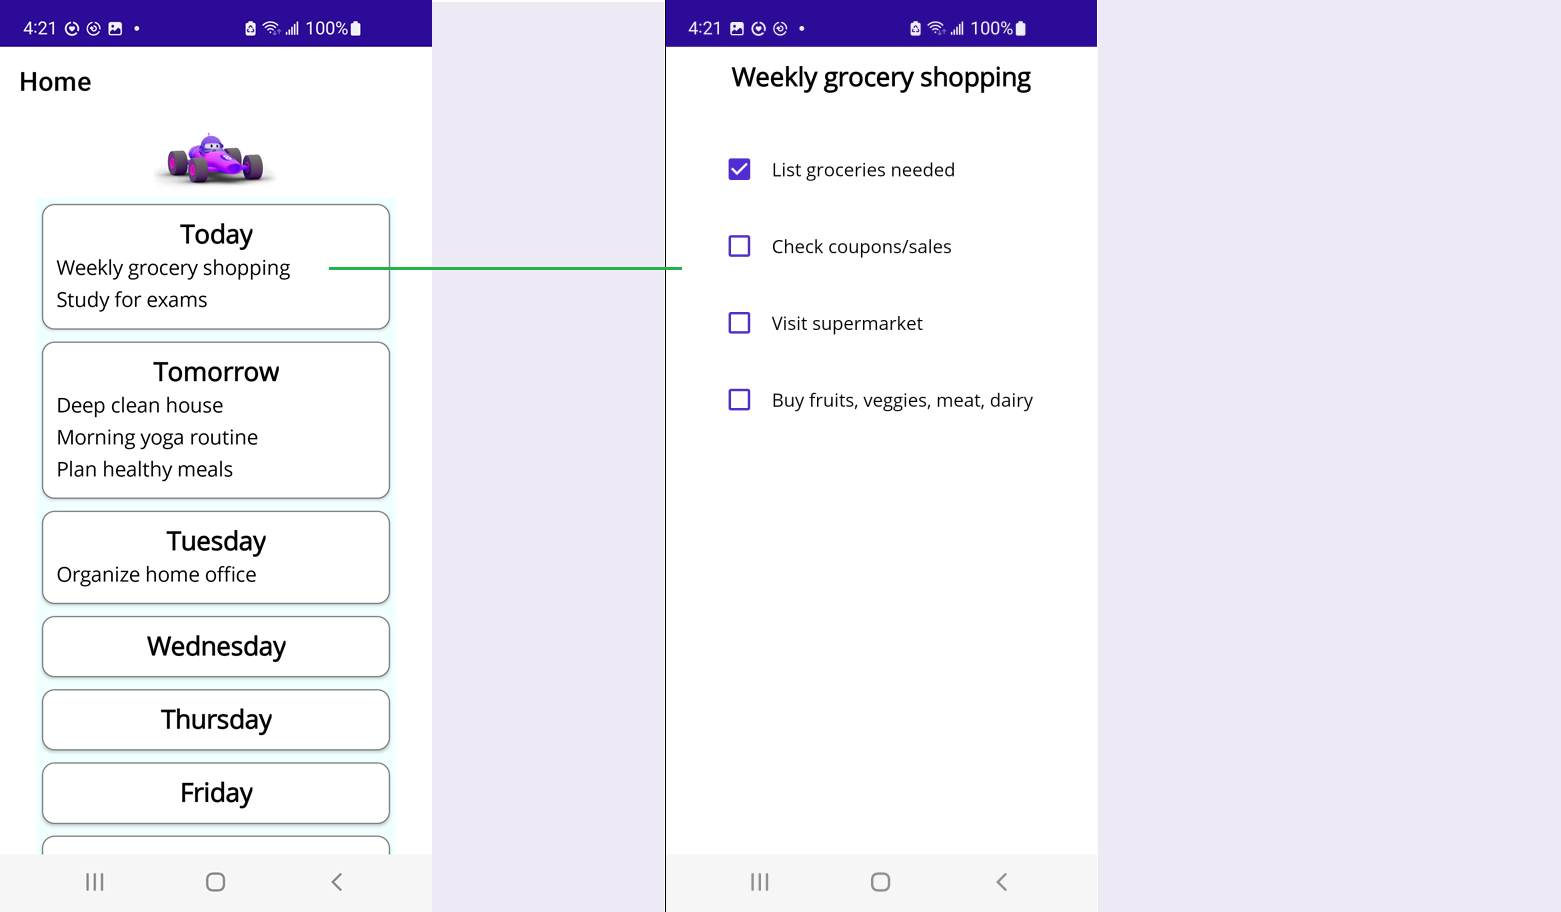 4:21 100%
Home
Today
Weekly grocery shopping
Study for exams
Tomorrow
Deep clean house
Morning yoga routine
Plan healthy meals
Tuesday
Organize home office
Wednesday
Thursday
Friday
4:21 100%
Weekly grocery shopping
List groceries needed
Check coupons/sales
Visit supermarket
Buy fruits, veggies, meat, dairy